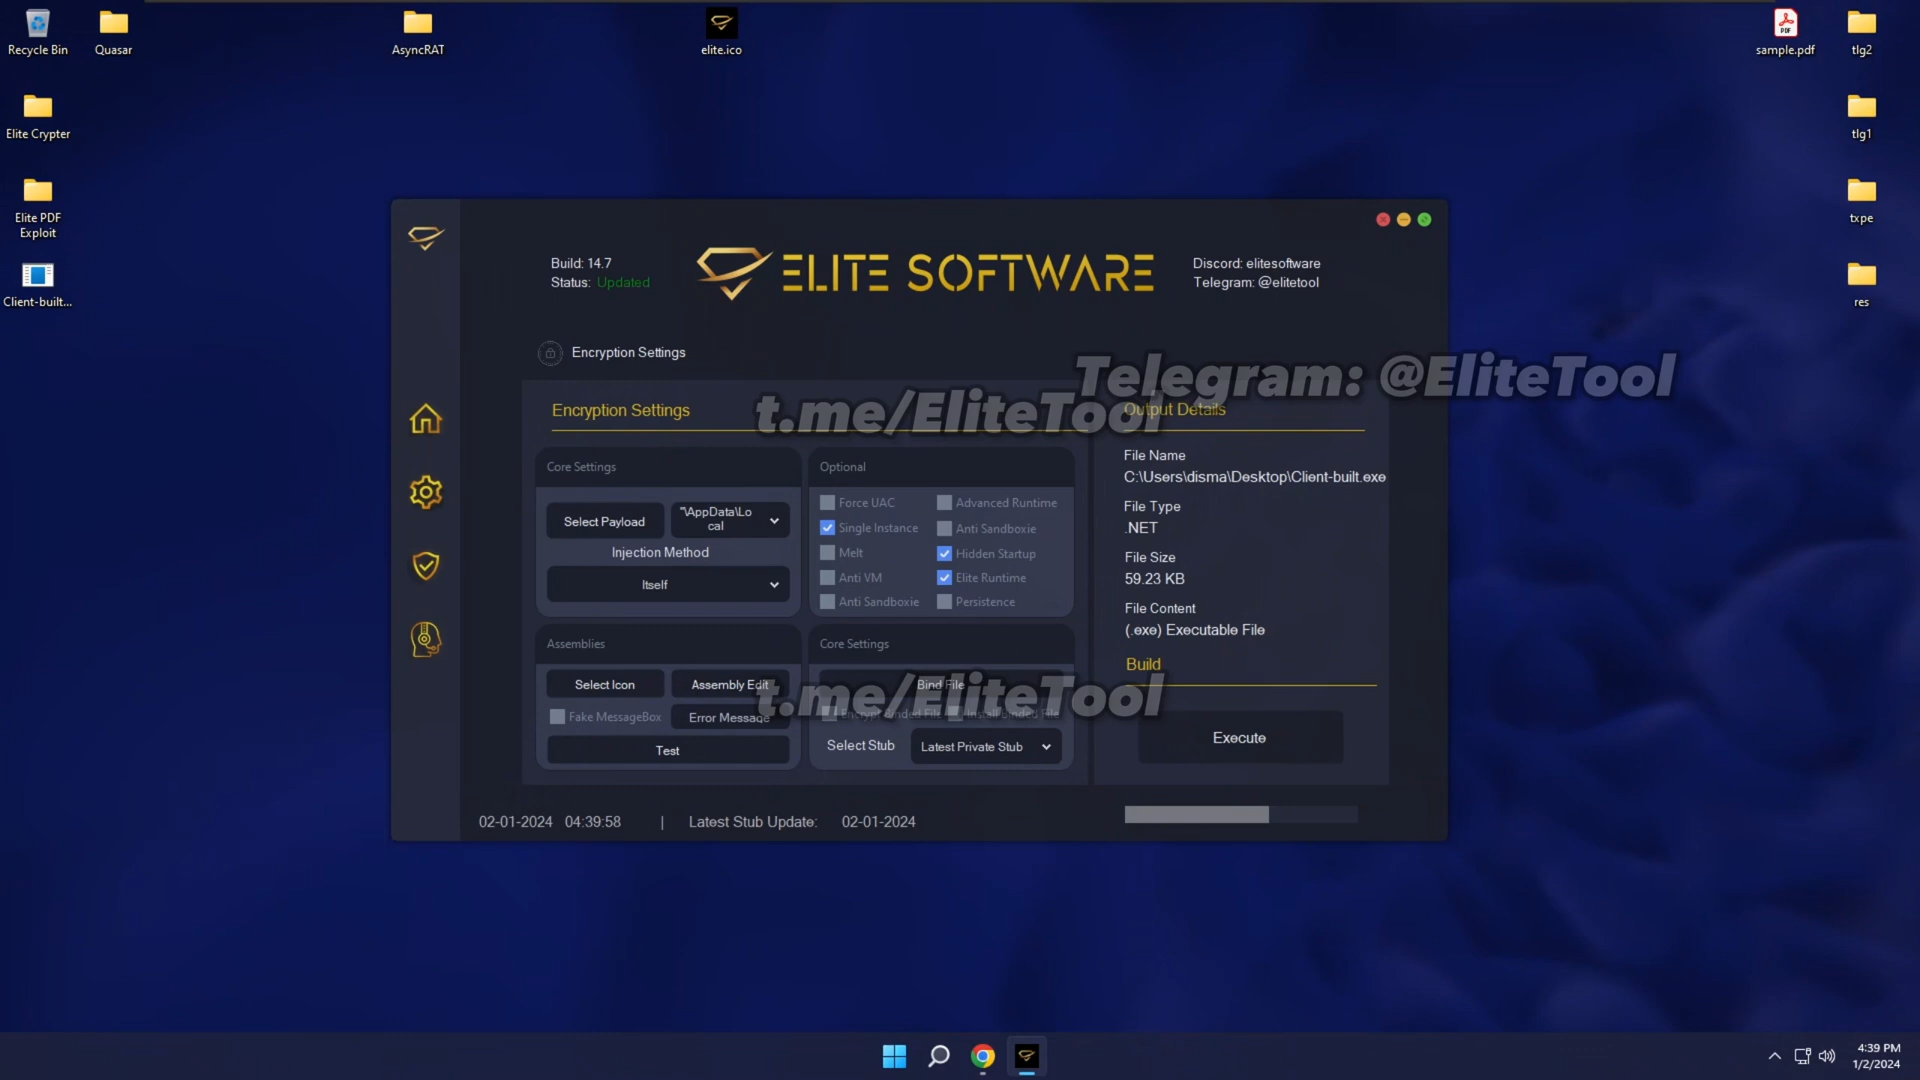 Recycle Bin
Quasar
AsyncRAT
elite.ico
sample.pdf
tlg2
Elite Crypter
tlg1
Elite PDF
Exploit
txpe
Client-built...
res
Build: 14.7
Status: Updated
ELITE SOFTWARE
Discord: elitesoftware
Telegram: @elitetool
Encryption Settings
Telegram: @EliteTool
t.me/EliteTool
Encryption Settings
Output Details
Core Settings
Select Payload
"\AppData\Lo
cal
Injection Method
Itself
Optional
Force UAC
Advanced Runtime
Single Instance
Anti Sandboxie
Melt
Hidden Startup
Anti VM
Elite Runtime
Anti Sandboxie
Persistence
File Name
C:\Users\disma\Desktop\Client-built.exe
File Type
.NET
File Size
59.23 KB
File Content
(.exe) Executable File
Assemblies
Select Icon
Assembly Edit
Fake MessageBox
Error Message
Test
Core Settings
Bind File
t.me/EliteTool
Encrypt Binded File
Install Binded File
Select Stub
Latest Private Stub
Build
Execute
02-01-2024 04:39:58 | Latest Stub Update: 02-01-2024
4:39 PM
1/2/2024